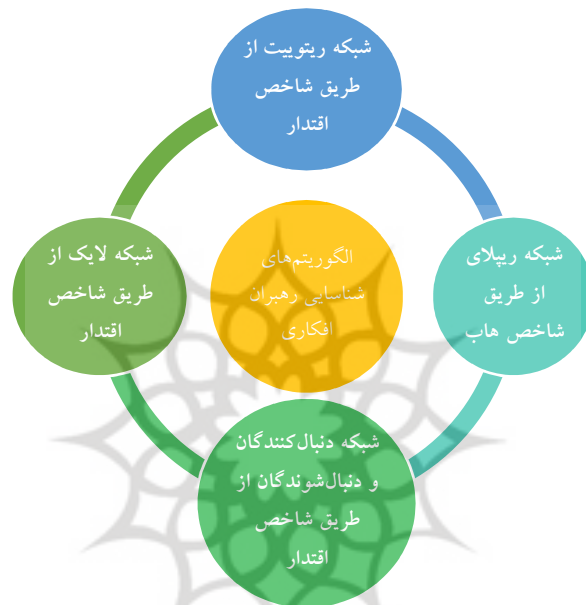 شبکه ریتوییت از
طریق شاخص
اقتدار
شبکه ریپلای
از طریق
شاخص هاب
الگوریتم‌های
شناسایی رهبران
افکاری
شبکه لایک از
طریق شاخص
اقتدار
شبکه دنبال‌کنندگان
و دنبال‌شوندگان از
طریق شاخص
اقتدار